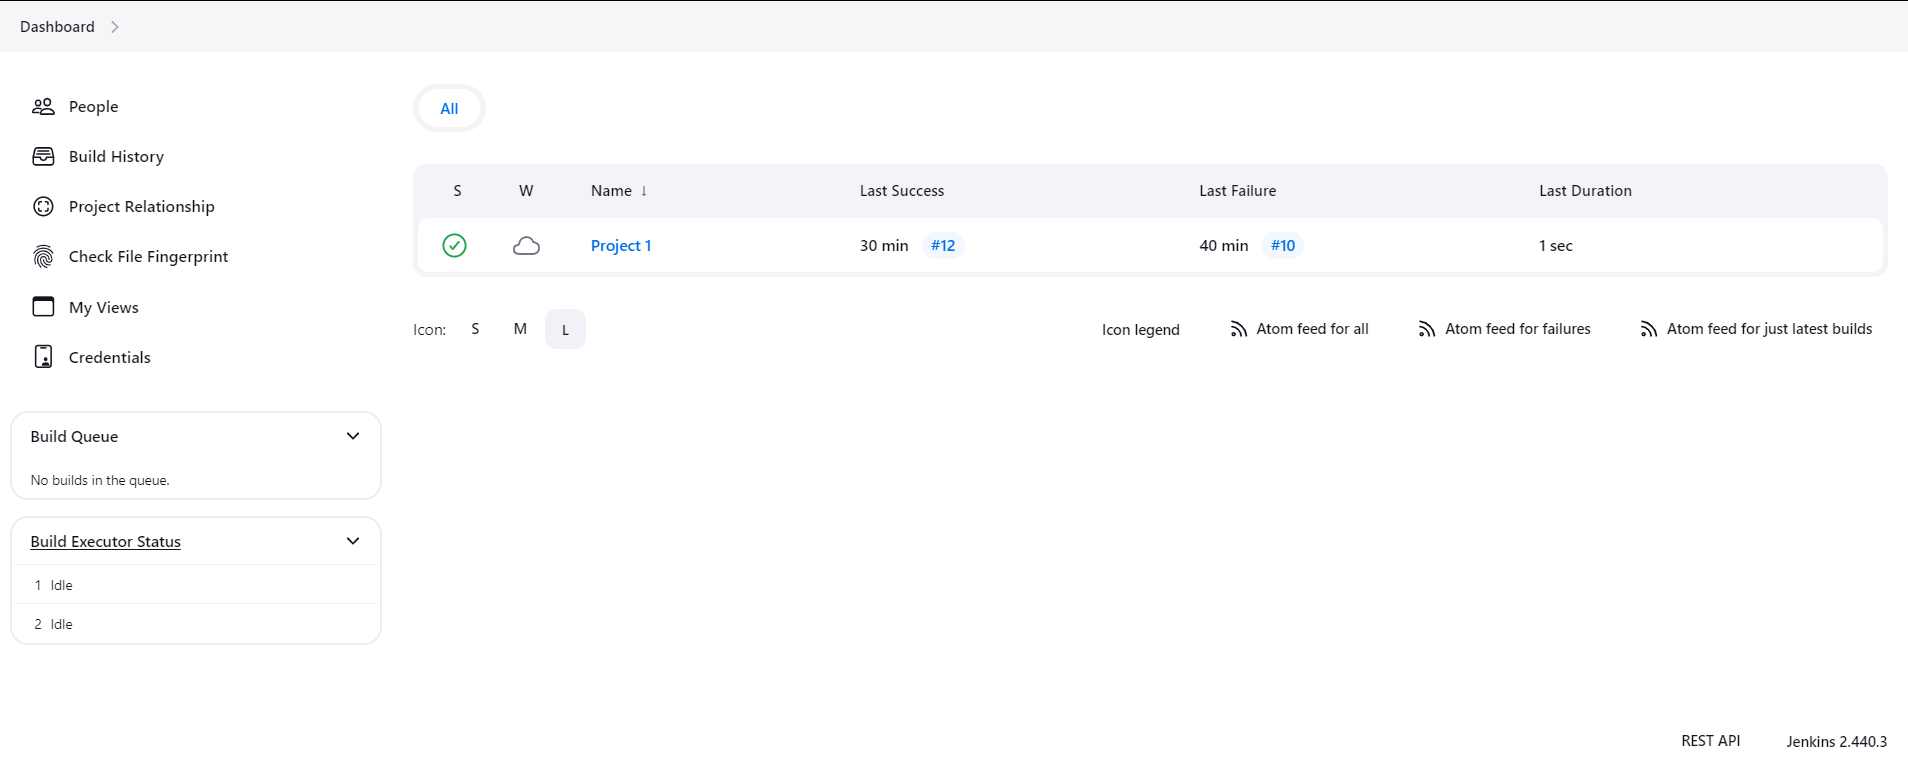 Dashboard
People
Build History
Project Relationship
Check File Fingerprint
My Views
Credentials
Build Queue
No builds in the queue.
Build Executor Status
1 Idle
2 Idle
All
S W Name ↓ Last Success Last Failure Last Duration
Project 1 30 min #12 40 min #10 1 sec
Icon: S M L Icon legend Atom feed for all Atom feed for failures Atom feed for just latest builds
REST API Jenkins 2.440.3